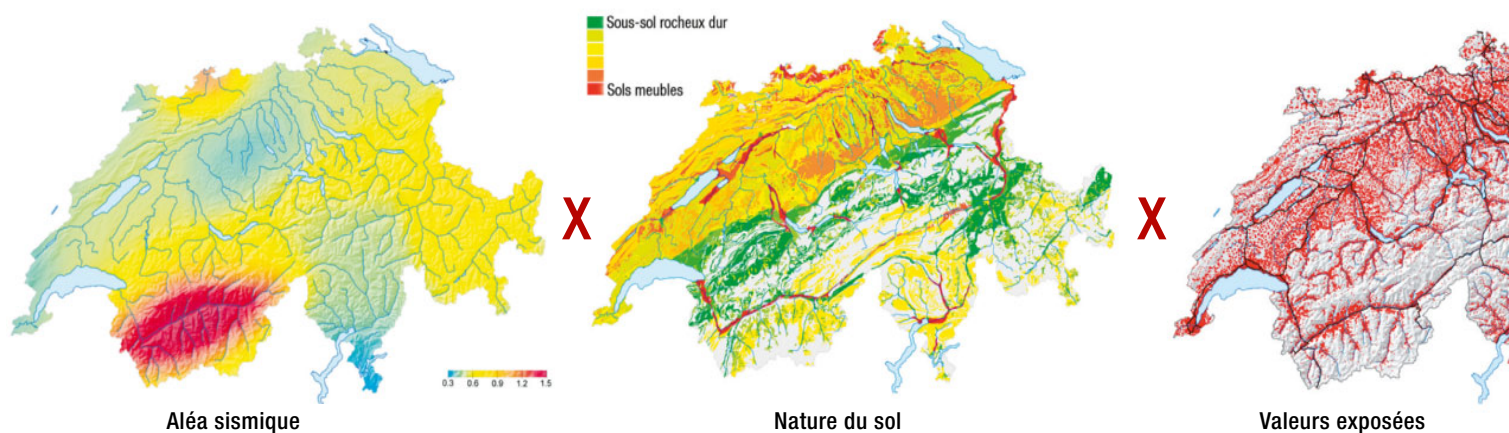 Sous-sol rocheux dur
Sols meubles
X
X
0.3 0.6 0.9 1.2 1.5
Aléa sismique
Nature du sol
Valeurs exposées